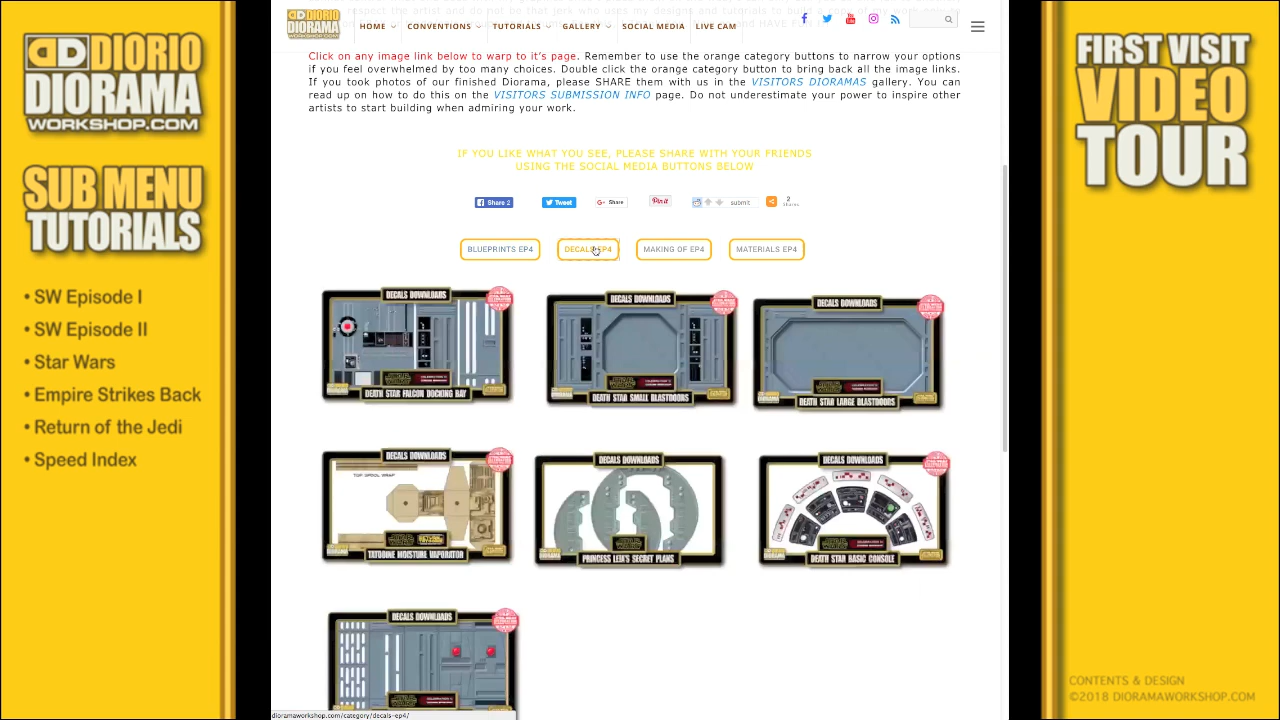 DIORIO
DIORAMA
WORKSHOP.COM
SUB MENU
TUTORIALS
• SW Episode I
• SW Episode II
• Star Wars
• Empire Strikes Back
• Return of the Jedi
• Speed Index
DIORIO
DIORAMA
HOME CONVENTIONS TUTORIALS GALLERY SOCIAL MEDIA LIVE CAM
Click on any image link below to warp to it's page. Remember to use the orange category buttons to narrow your options
if you feel overwhelmed by too many choices. Double click the orange category button to bring back all the image links.
If you took photos of our finished Diorama, please SHARE them with us in the VISITORS DIORAMAS gallery. You can
read up on how to do this on the VISITORS SUBMISSION INFO page. Do not underestimate your power to inspire other
artists to start building when admiring your work.
IF YOU LIKE WHAT YOU SEE, PLEASE SHARE WITH YOUR FRIENDS
USING THE SOCIAL MEDIA BUTTONS BELOW
Share 2 Tweet G+ Share Pin it submit 2 Shares
BLUEPRINTS EP4 DECALS EP4 MAKING OF EP4 MATERIALS EP4
DECALS DOWNLOADS
DEATH STAR FALCON DOCKING BAY
DECALS DOWNLOADS
DEATH STAR SMALL BLASTDOORS
DECALS DOWNLOADS
DEATH STAR LARGE BLASTDOORS
DECALS DOWNLOADS
TOP SPOOL WRAP
TATOOINE MOISTURE VAPORATOR
DECALS DOWNLOADS
PRINCESS LEIA'S SECRET PLANS
DECALS DOWNLOADS
DEATH STAR BASIC CONSOLE
DECALS DOWNLOADS
dioramaworkshop.com/category/decals-ep4/
FIRST VISIT
VIDEO
TOUR
CONTENTS & DESIGN
©2018 DIORAMAWORKSHOP.COM